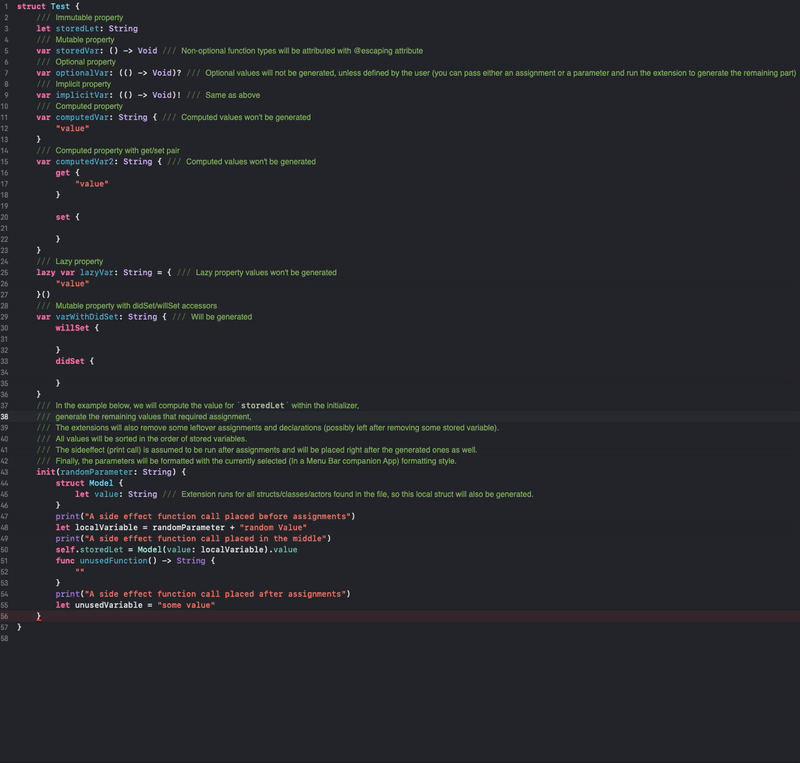 1 struct Test {
2 /// Immutable property
3 let storedLet: String
4 /// Mutable property
5 var storedVar: () -> Void /// Non-optional function types will be attributed with @escaping attribute
6 /// Optional property
7 var optionalVar: (() -> Void)? /// Optional values will not be generated, unless defined by the user (you can pass either an assignment or a parameter and run the extension to generate the remaining part)
8 /// Implicit property
9 var implicitVar: (() -> Void)! /// Same as above
10 /// Computed property
11 var computedVar: String { /// Computed values won't be generated
12 "value"
13 }
14 /// Computed property with get/set pair
15 var computedVar2: String { /// Computed values won't be generated
16 get {
17 "value"
18 }
19
20 set {
21
22 }
23 }
24 /// Lazy property
25 lazy var lazyVar: String = { /// Lazy property values won't be generated
26 "value"
27 }()
28 /// Mutable property with didSet/willSet accessors
29 var varWithDidSet: String { /// Will be generated
30 willSet {
31
32 }
33 didSet {
34
35 }
36 }
37 /// In the example below, we will compute the value for `storedLet` within the initializer,
38 /// generate the remaining values that required assignment,
39 /// The extensions will also remove some leftover assignments and declarations (possibly left after removing some stored variable).
40 /// All values will be sorted in the order of stored variables.
41 /// The sideeffect (print call) is assumed to be run after assignments and will be placed right after the generated ones as well.
42 /// Finally, the parameters will be formatted with the currently selected (In a Menu Bar companion App) formatting style.
43 init(randomParameter: String) {
44 struct Model {
45 let value: String /// Extension runs for all structs/classes/actors found in the file, so this local struct will also be generated.
46 }
47 print("A side effect function call placed before assignments")
48 let localVariable = randomParameter + "random Value"
49 print("A side effect function call placed in the middle")
50 self.storedLet = Model(value: localVariable).value
51 func unusedFunction() -> String {
52 ""
53 }
54 print("A side effect function call placed after assignments")
55 let unusedVariable = "some value"
56 }
57 }
58